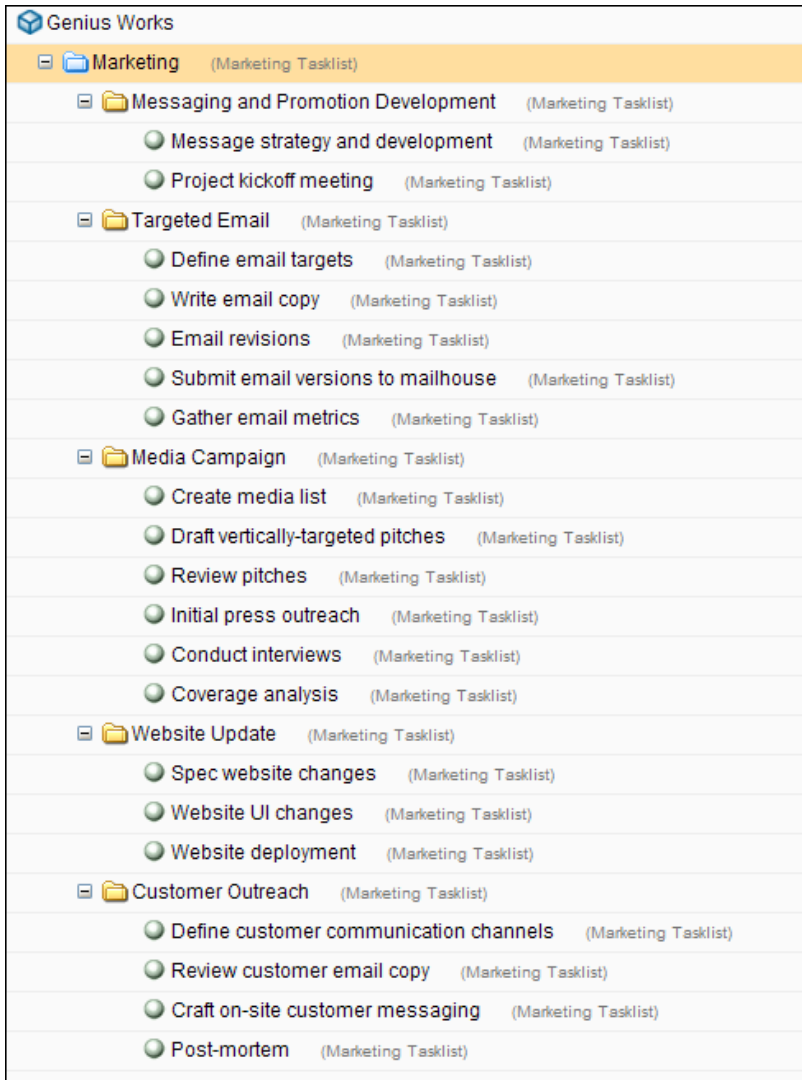 Genius Works
Marketing (Marketing Tasklist)
Messaging and Promotion Development (Marketing Tasklist)
Message strategy and development (Marketing Tasklist)
Project kickoff meeting (Marketing Tasklist)
Targeted Email (Marketing Tasklist)
Define email targets (Marketing Tasklist)
Write email copy (Marketing Tasklist)
Email revisions (Marketing Tasklist)
Submit email versions to mailhouse (Marketing Tasklist)
Gather email metrics (Marketing Tasklist)
Media Campaign (Marketing Tasklist)
Create media list (Marketing Tasklist)
Draft vertically-targeted pitches (Marketing Tasklist)
Review pitches (Marketing Tasklist)
Initial press outreach (Marketing Tasklist)
Conduct interviews (Marketing Tasklist)
Coverage analysis (Marketing Tasklist)
Website Update (Marketing Tasklist)
Spec website changes (Marketing Tasklist)
Website UI changes (Marketing Tasklist)
Website deployment (Marketing Tasklist)
Customer Outreach (Marketing Tasklist)
Define customer communication channels (Marketing Tasklist)
Review customer email copy (Marketing Tasklist)
Craft on-site customer messaging (Marketing Tasklist)
Post-mortem (Marketing Tasklist)